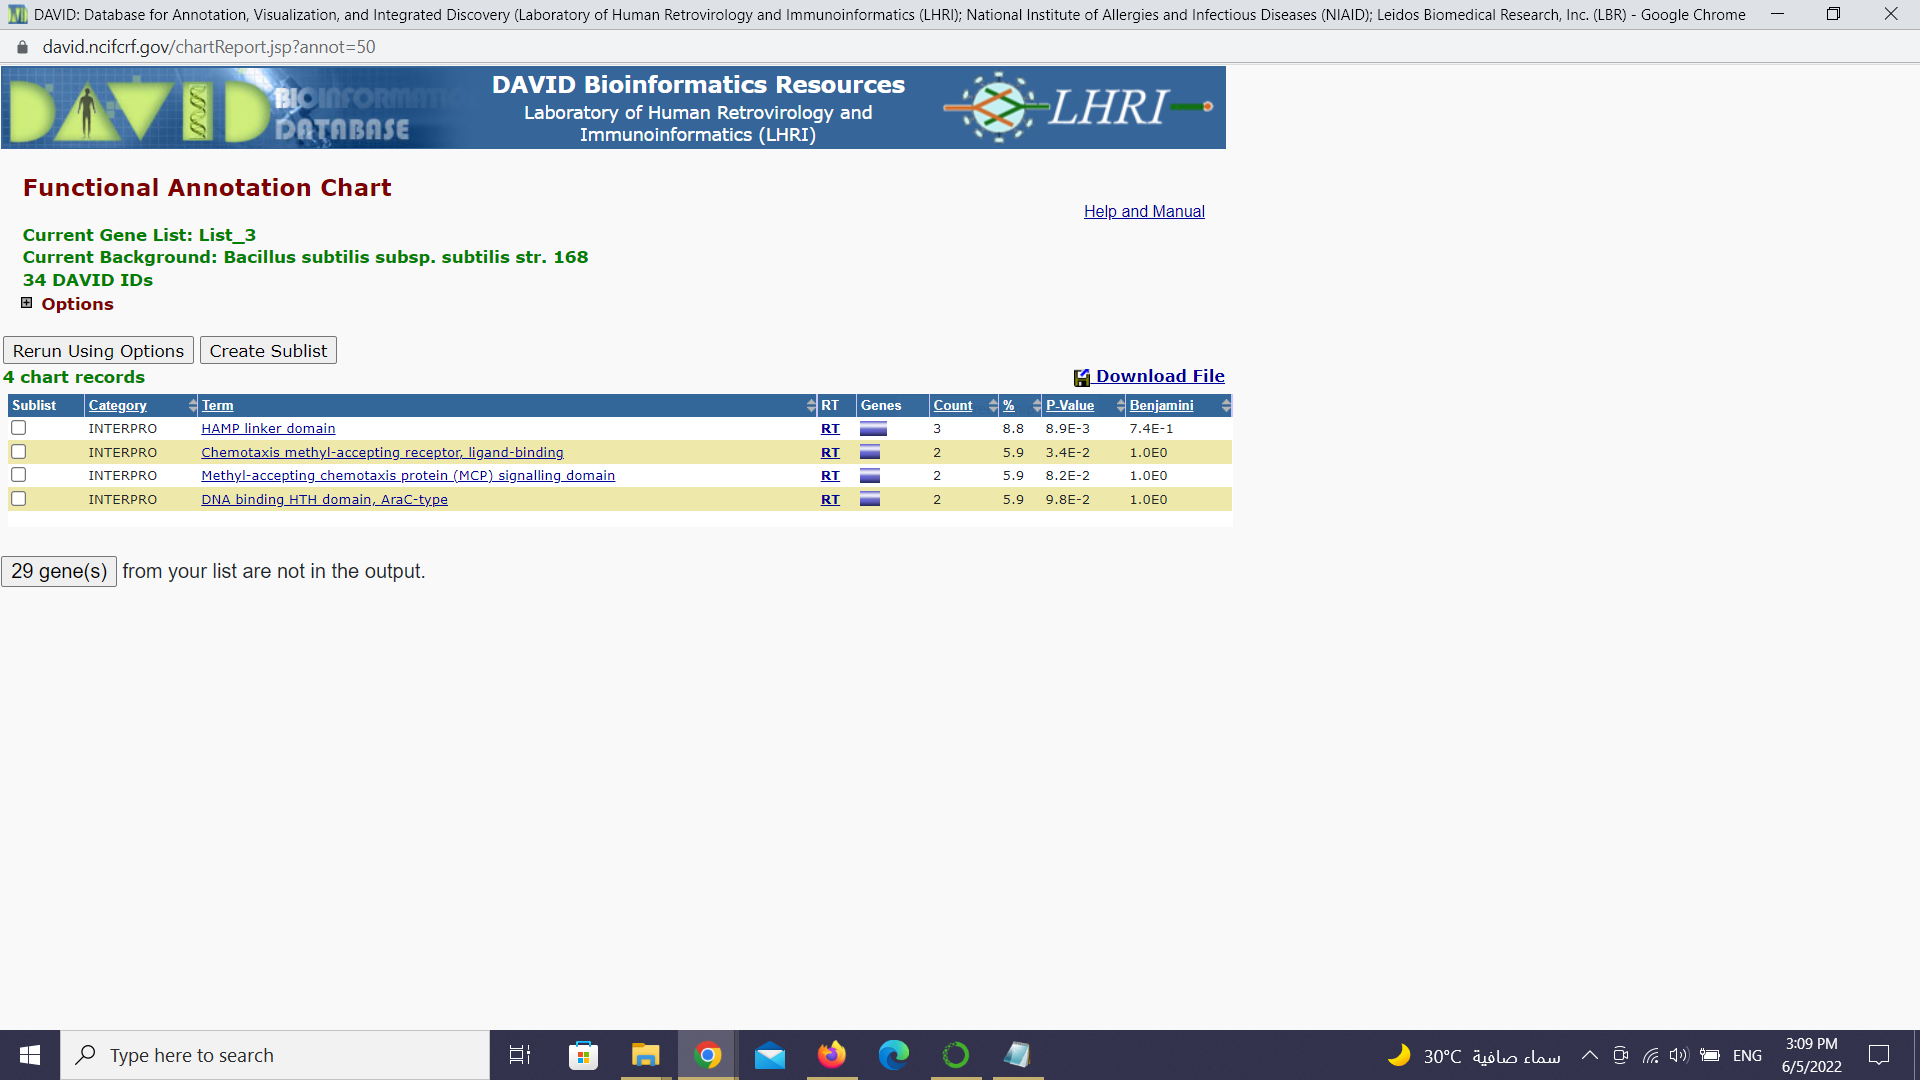 DAVID: Database for Annotation, Visualization, and Integrated Discovery (Laboratory of Human Retrovirology and Immunoinformatics (LHRI); National Institute of Allergies and Infectious Diseases (NIAID); Leidos Biomedical Research, Inc. (LBR) - Google Chrome
david.ncifcrf.gov/chartReport.jsp?annot=50
DAVID BIOINFORMATICS DATABASE
DAVID Bioinformatics Resources
Laboratory of Human Retrovirology and
Immunoinformatics (LHRI)
LHRI
Functional Annotation Chart
Help and Manual
Current Gene List: List_3
Current Background: Bacillus subtilis subsp. subtilis str. 168
34 DAVID IDs
Options
Rerun Using Options Create Sublist
4 chart records Download File
Sublist Category Term RT Genes Count % P-Value Benjamini
INTERPRO HAMP linker domain RT 3 8.8 8.9E-3 7.4E-1
INTERPRO Chemotaxis methyl-accepting receptor, ligand-binding RT 2 5.9 3.4E-2 1.0E0
INTERPRO Methyl-accepting chemotaxis protein (MCP) signalling domain RT 2 5.9 8.2E-2 1.0E0
INTERPRO DNA binding HTH domain, AraC-type RT 2 5.9 9.8E-2 1.0E0
29 gene(s) from your list are not in the output.
Type here to search
30°C سماء صافية
ENG
3:09 PM
6/5/2022